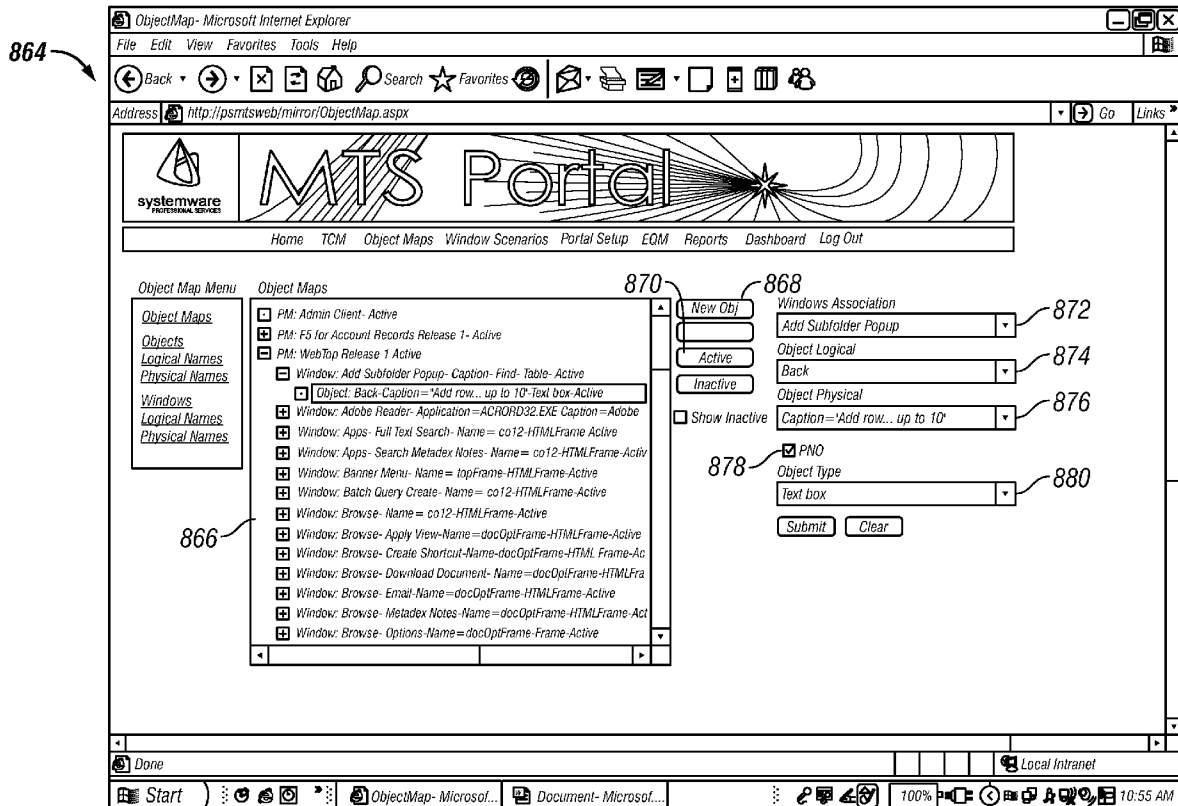 ObjectMap- Microsoft Internet Explorer
File Edit View Favorites Tools Help
864
Back Search Favorites
Address http://psmtsweb/mirror/ObjectMap.aspx Go Links
systemware
PROFESSIONAL SERVICES
MTS Portal
Home TCM Object Maps Window Scenarios Portal Setup EQM Reports Dashboard Log Out
Object Map Menu
Object Maps
Objects
Logical Names
Physical Names
Windows
Logical Names
Physical Names
Object Maps
PM: Admin Client- Active
PM: F5 for Account Records Release 1- Active
PM: WebTop Release 1 Active
Window: Add Subfolder Popup- Caption- Find- Table- Active
Object: Back-Caption="Add row... up to 10"-Text box-Active
Window: Adobe Reader- Application=ACRORD32.EXE Caption=Adobe
Window: Apps- Full Text Search- Name= co12-HTMLFrame Active
Window: Apps- Search Metadex Notes- Name= co12-HTMLFrame-Activ
Window: Banner Menu- Name= topFrame-HTMLFrame-Active
Window: Batch Query Create- Name= co12-HTMLFrame-Active
Window: Browse- Name= co12-HTMLFrame-Active
Window: Browse- Apply View-Name=docOptFrame-HTMLFrame-Active
Window: Browse- Create Shortcut-Name-docOptFrame-HTML Frame-Ac
Window: Browse- Download Document- Name=docOptFrame-HTMLFra
Window: Browse- Email-Name=docOptFrame-HTMLFrame-Active
Window: Browse- Metadex Notes-Name=docOptFrame-HTMLFrame-Act
Window: Browse- Options-Name=docOptFrame-Frame-Active
866
870
868
New Obj
Active
Inactive
Show Inactive
Windows Association
Add Subfolder Popup
872
Object Logical
Back
874
Object Physical
Caption="Add row... up to 10"
876
PNO
878
Object Type
Text box
880
Submit Clear
Done Local Intranet
Start ObjectMap- Microsof... Document- Microsof.... 100% 10:55 AM